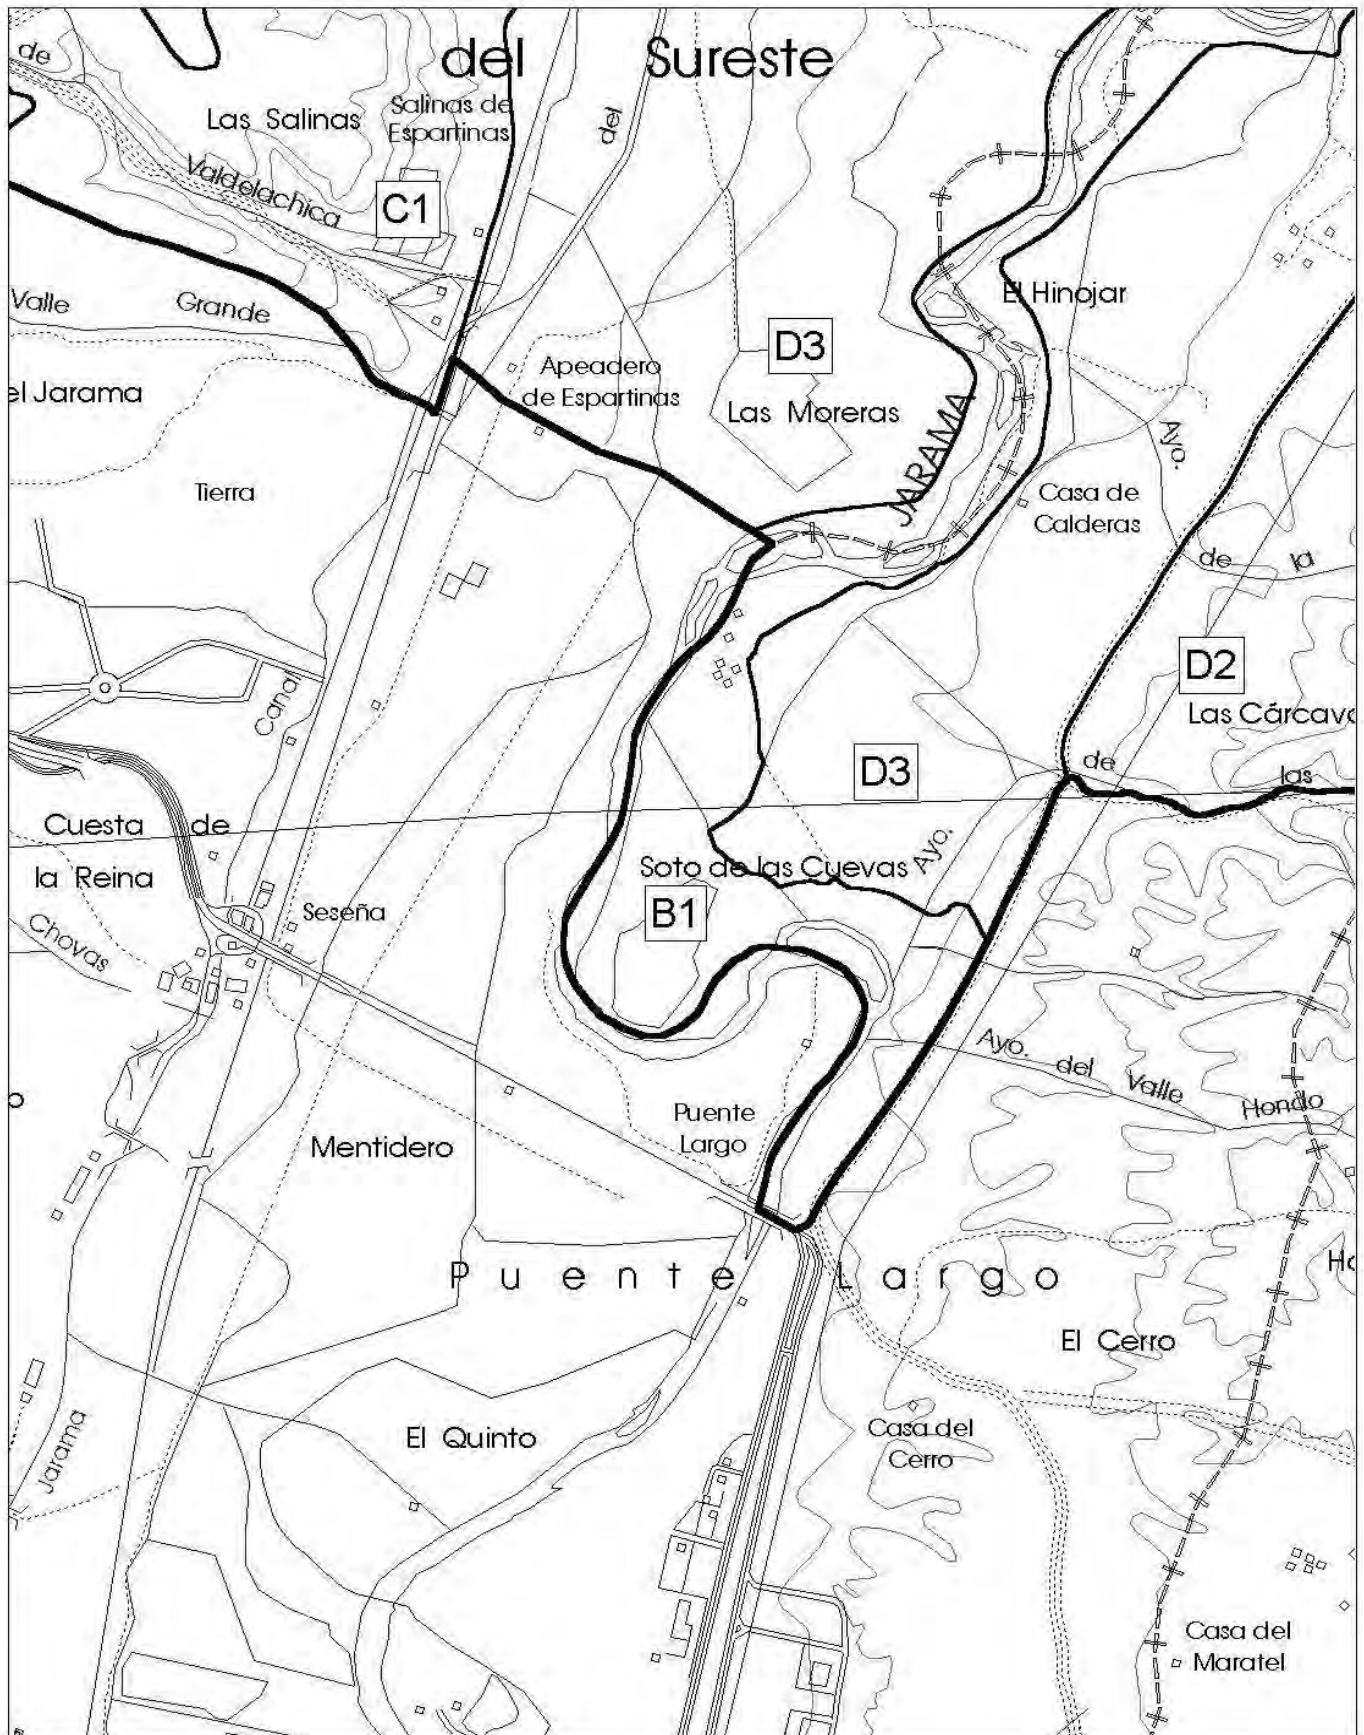 de
del Sureste
Las Salinas
Salinas de
Espartinas
del
Valdelachica
C1
Valle Grande
El Hinojar
D3
el Jarama
Apeadero
de Espartinas
Las Moreras
JARAMA
Ayo.
Tierra
Casa de
Calderas
de la
D2
Canal
Las Cárcavc
D3
de
las
Cuesta de
la Reina
Soto de las Cuevas
Ayo.
Seseña
B1
Chovas
Ayo. del Valle Hondo
o
Puente
Largo
Mentidero
Puente Largo
Ho
El Cerro
El Quinto
Casa del
Cerro
Jarama
Casa del
Maratel